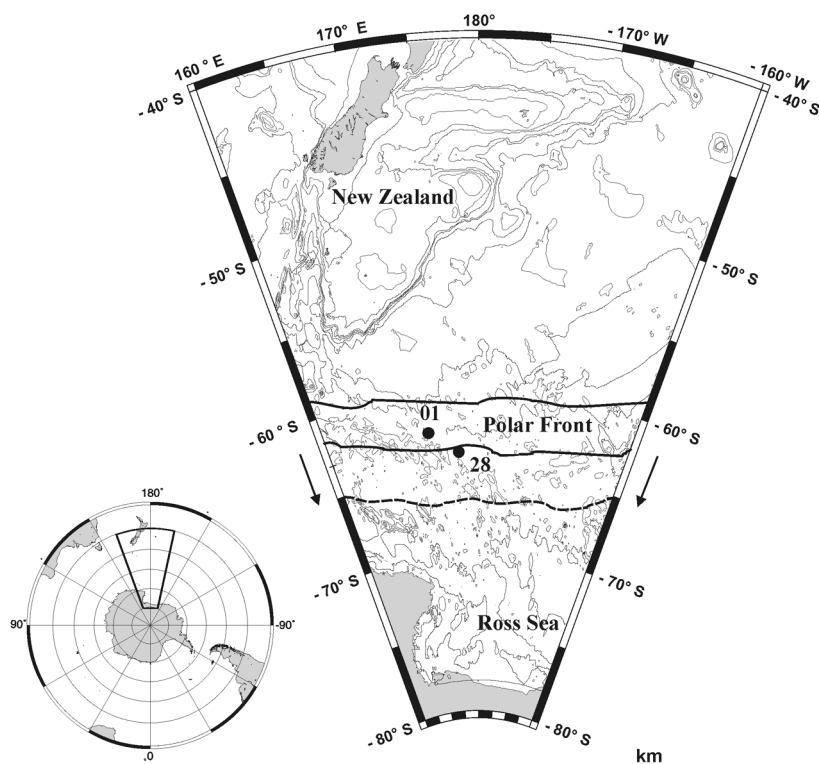 180°
170° E
- 170° W
160 ° E
-160° W
- 40° S
- 40° S
New Zealand
- 50° S
- 50° S
01
Polar Front
- 60° S
- 60° S
28
180°
- 70° S
- 70° S
Ross Sea
90°
-90°
- 80° S
- 80° S
.0
km